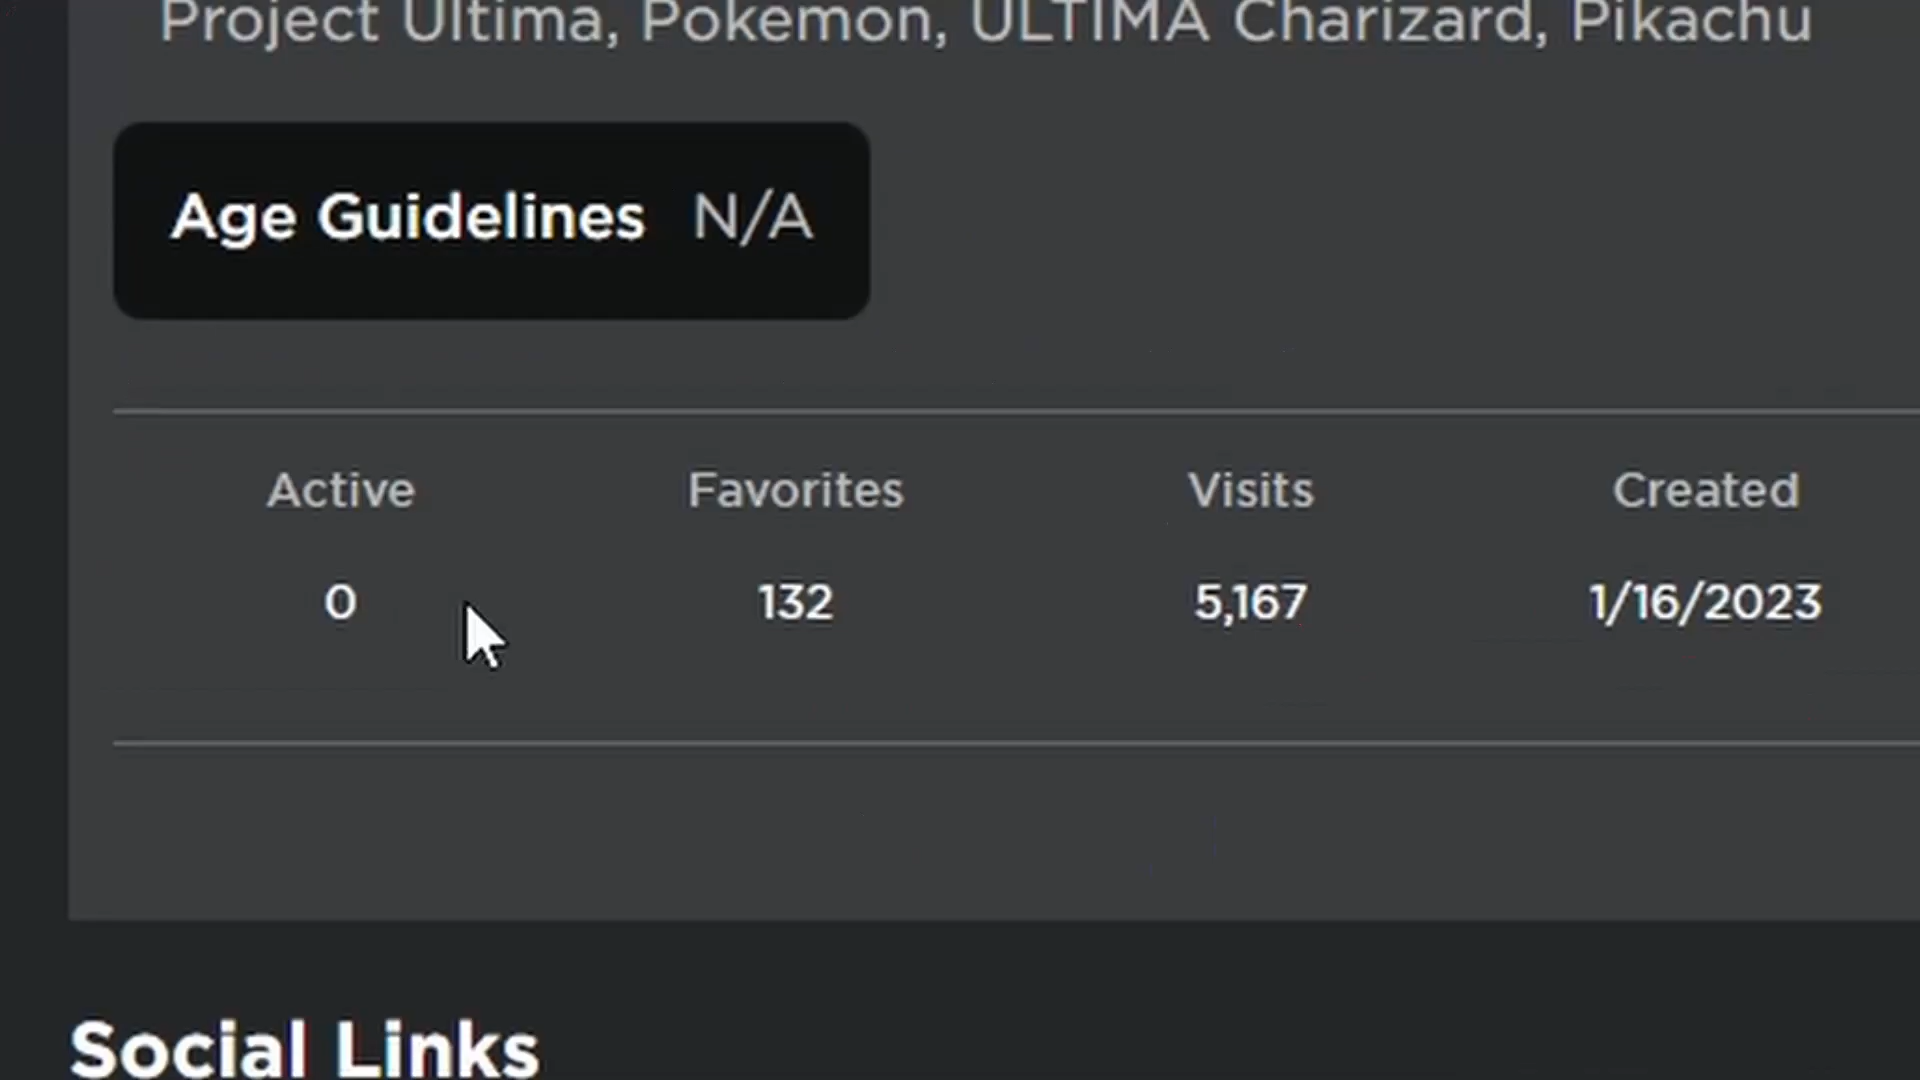 Project Ultima, Pokemon, ULTIMA Charizard, Pikachu
Age Guidelines N/A
Active Favorites Visits Created
0 132 5,167 1/16/2023
Social Links